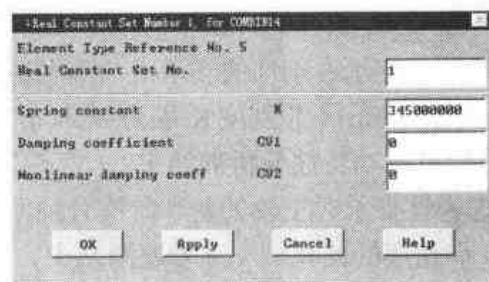 Real Constant Set Number 1, for COMBIN14
Element Type Reference No. 5
Real Constant Set No. 1
Spring constant K 345000000
Damping coefficient CV1 0
Nonlinear damping coeff CV2 0
OK Apply Cancel Help